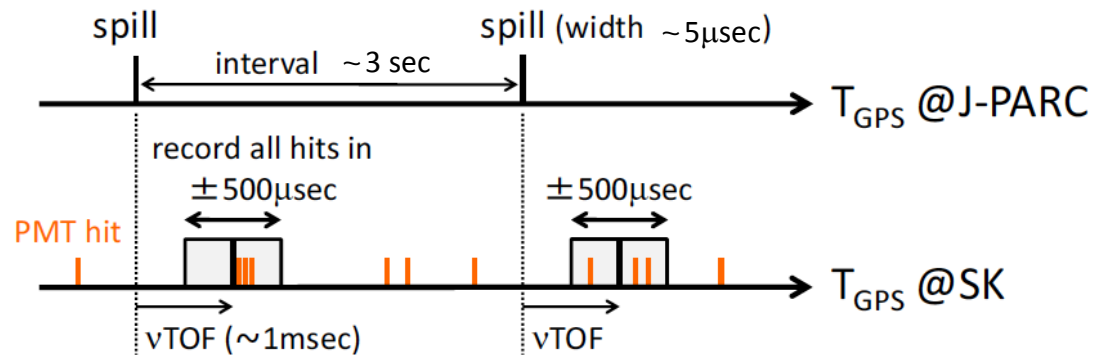 spill
spill (width ~5μsec)
interval ~3 sec
T_GPS @J-PARC
record all hits in
±500μsec
±500μsec
PMT hit
T_GPS @SK
νTOF (~1msec)
νTOF